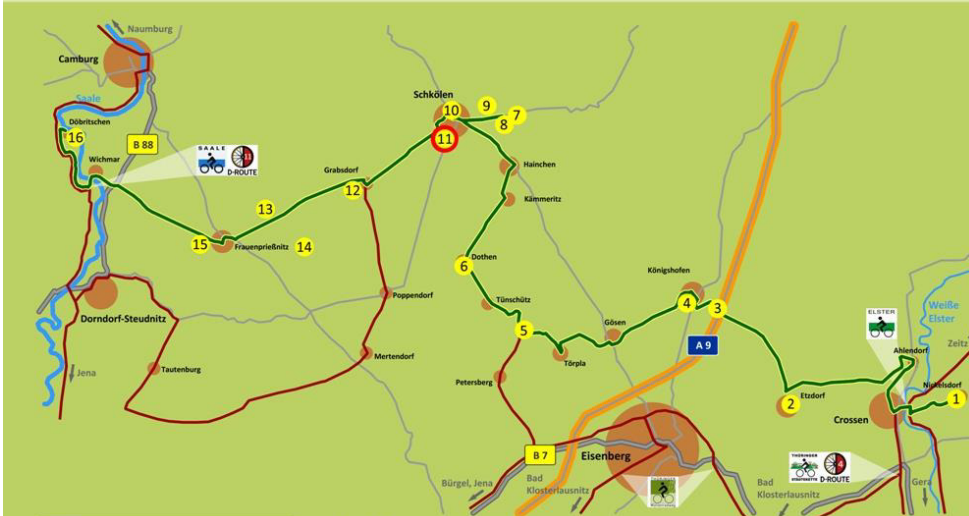 Naumburg
Camburg
Saale
Döbritschen
16
B 88
Wichmar
SAALE
11
D-ROUTE
Schkölen
10
9
7
8
11
Hainchen
Grabsdorf
12
Kämmeritz
13
15
Frauenprießnitz
14
6
Dothen
Königshofen
Poppendorf
Tünschütz
4
3
Weiße
Elster
Dorndorf-Steudnitz
5
Gösen
ELSTER
Zeitz
A 9
Ahlendorf
Mertendorf
Törpla
Jena
Tautenburg
Petersberg
Nickelsdorf
Etzdorf
2
1
Crossen
B 7
Eisenberg
THÜRINGER
STÄDTEKETTE
4
D-ROUTE
Bürgel, Jena
Bad
Klosterlausnitz
Bad
Klosterlausnitz
Gera